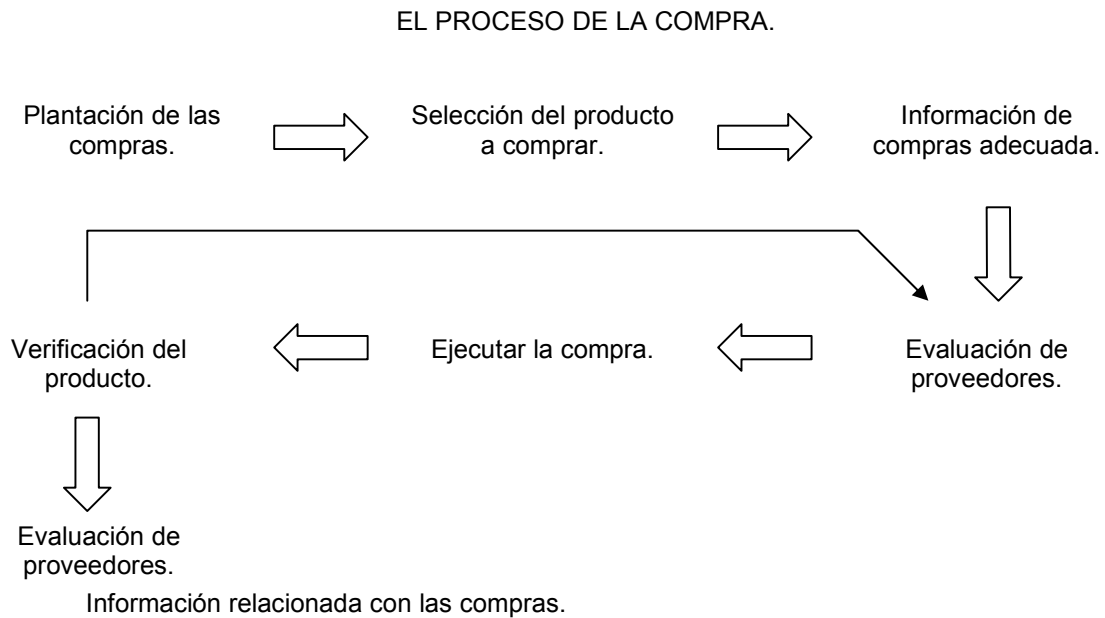 EL PROCESO DE LA COMPRA.
Plantación de las
compras.
Selección del producto
a comprar.
Información de
compras adecuada.
Verificación del
producto.
Ejecutar la compra.
Evaluación de
proveedores.
Evaluación de
proveedores.
Información relacionada con las compras.